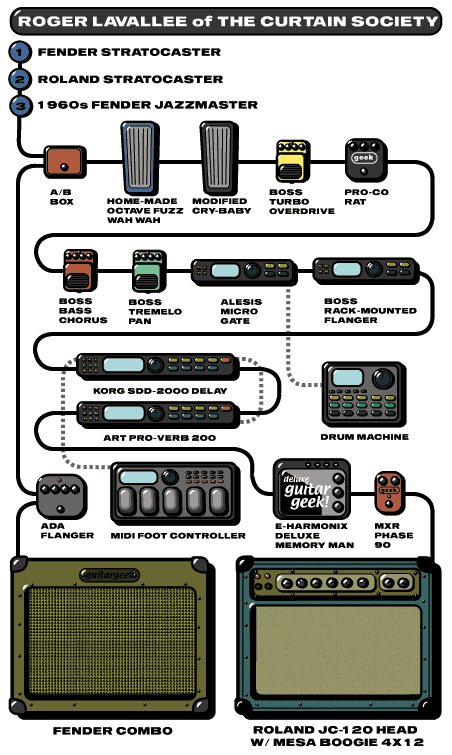 ROGER LAVALLEE of THE CURTAIN SOCIETY
1 FENDER STRATOCASTER
2 ROLAND STRATOCASTER
3 1960s FENDER JAZZMASTER
A/B
BOX
HOME-MADE
OCTAVE FUZZ
WAH WAH
MODIFIED
CRY-BABY
BOSS
TURBO
OVERDRIVE
geek
PRO-CO
RAT
BOSS
BASS
CHORUS
BOSS
TREMELO
PAN
ALESIS
MICRO
GATE
BOSS
RACK-MOUNTED
FLANGER
KORG SDD-2000 DELAY
ART PRO-VERB 200
DRUM MACHINE
ADA
FLANGER
MIDI FOOT CONTROLLER
deluxe
guitar
geek!
E-HARMONIX
DELUXE
MEMORY MAN
geek
MXR
PHASE
90
guitargeek
FENDER COMBO
ROLAND JC-120 HEAD
W/ MESA BOOGIE 4X12